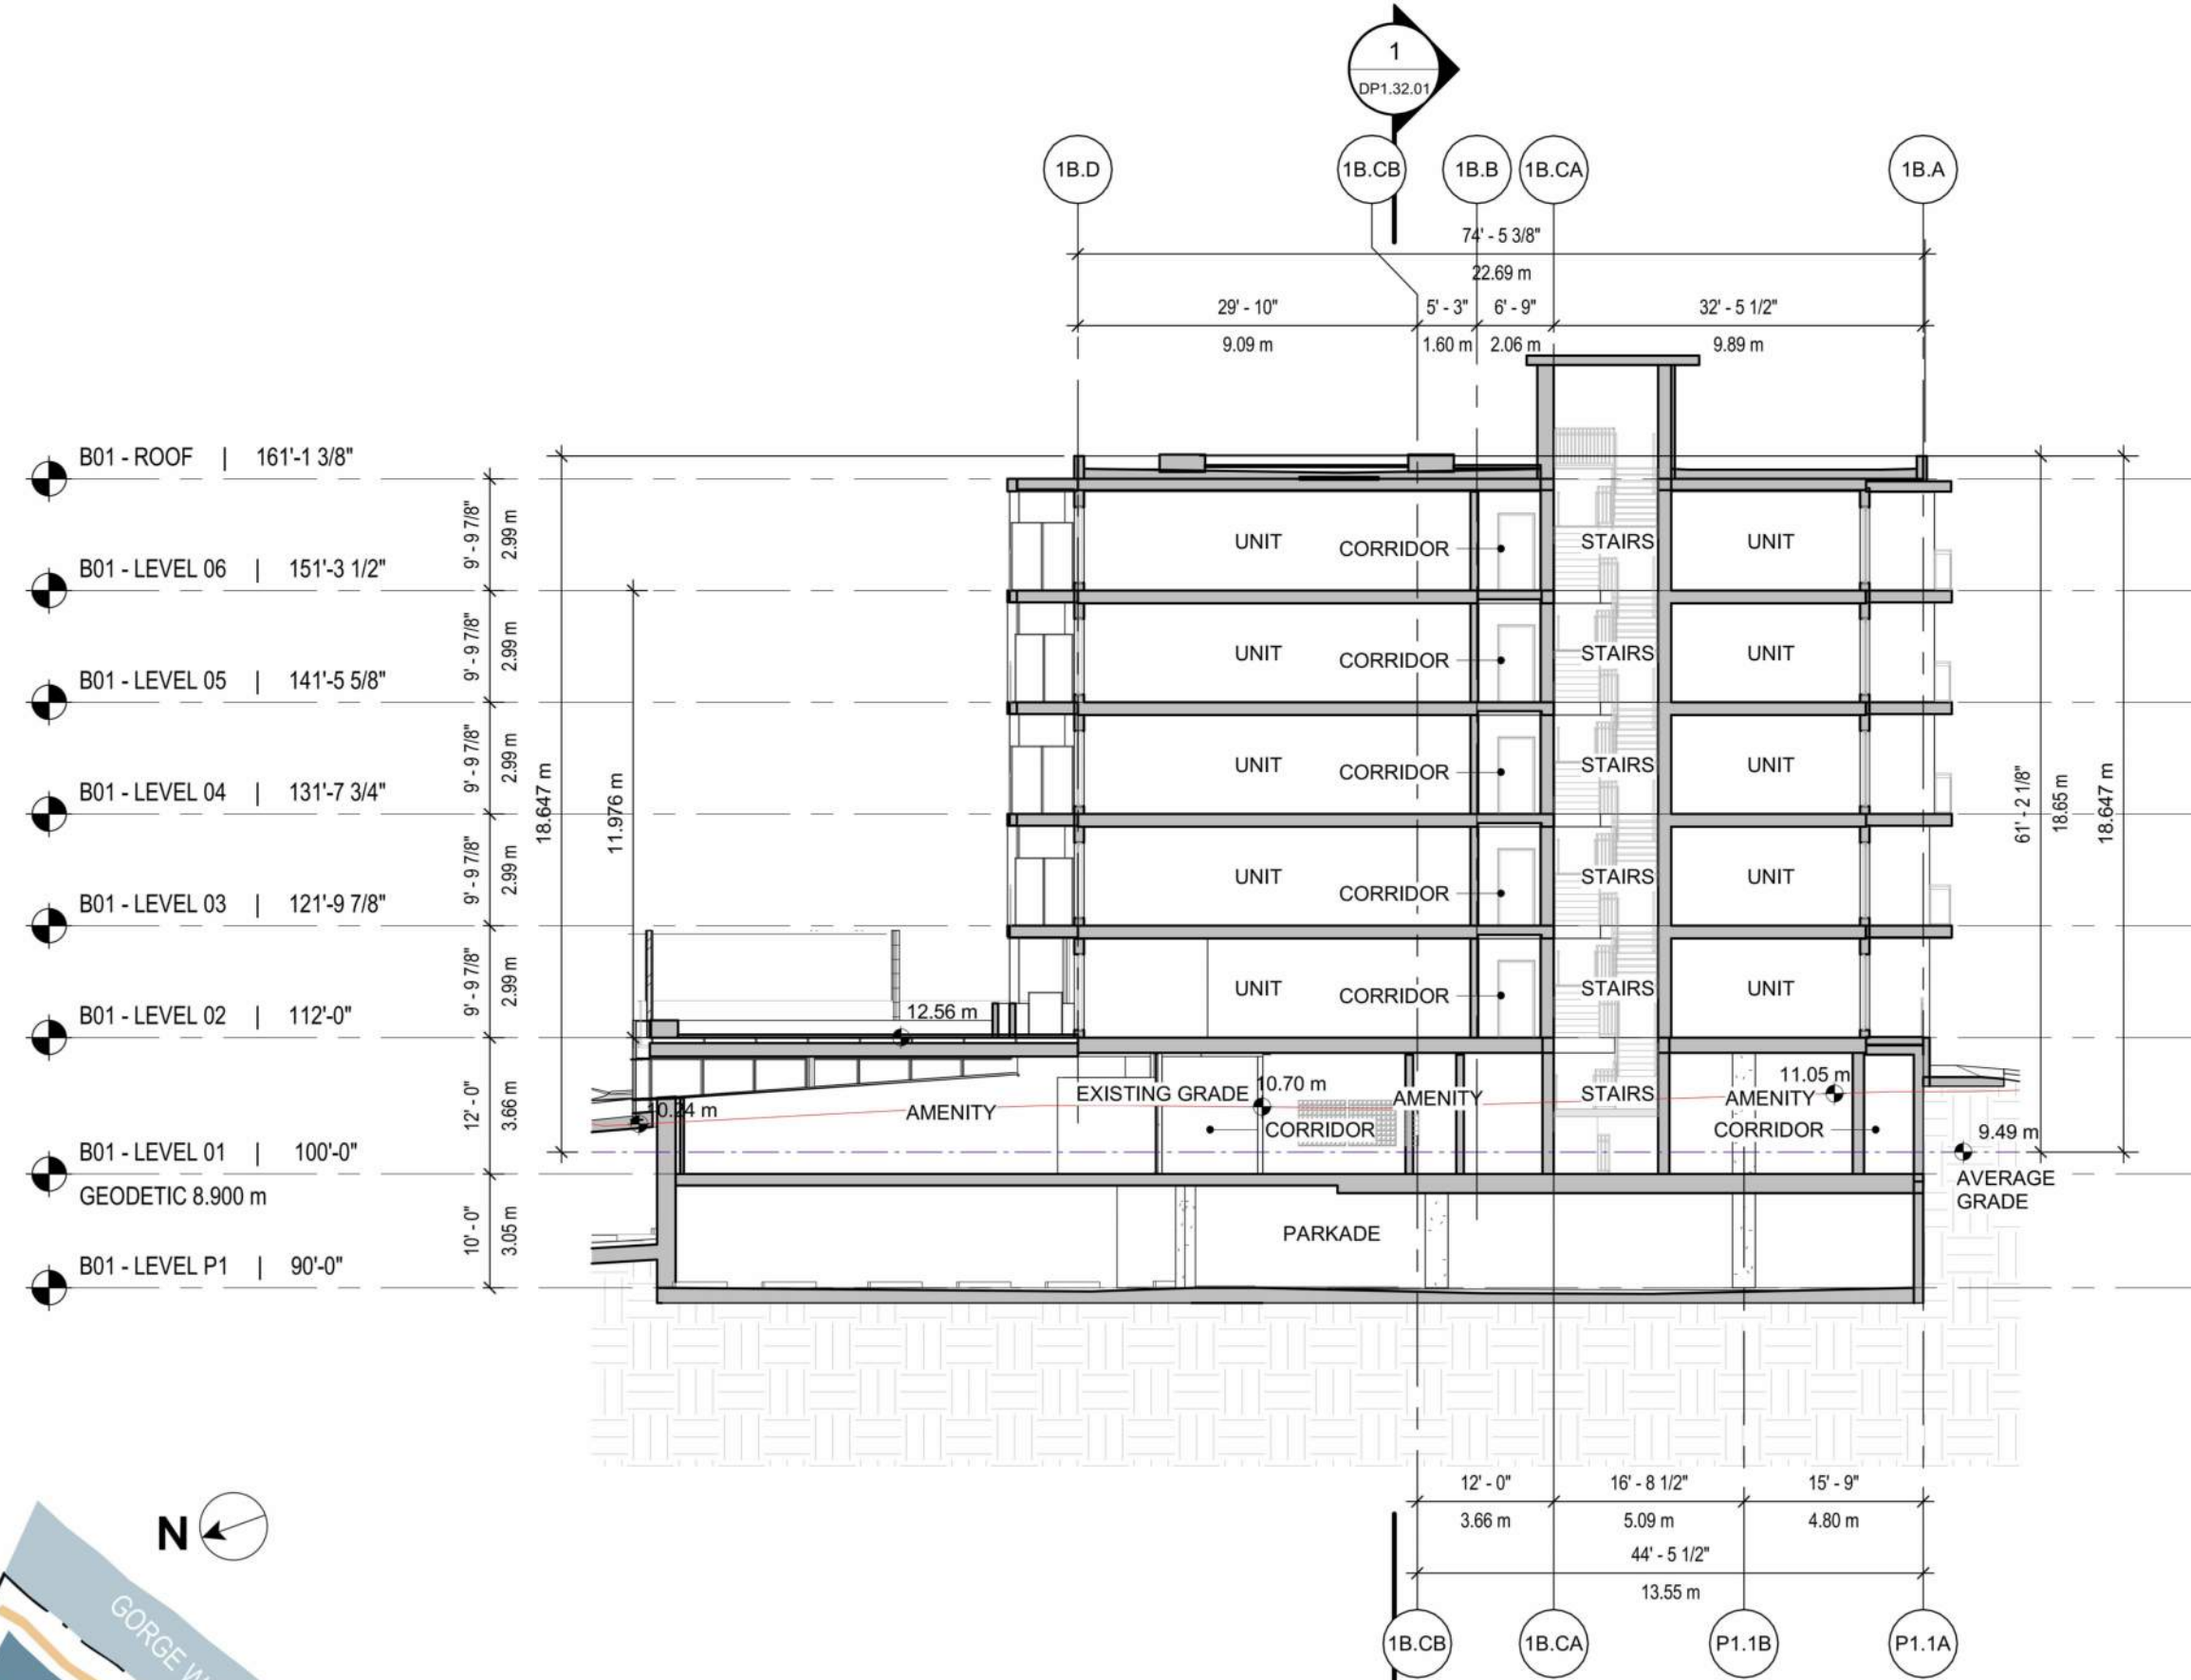 1
DP1.32.01
1B.D
1B.CB
1B.B
1B.CA
1B.A
74' - 5 3/8"
22.69 m
29' - 10"
5' - 3"
6' - 9"
32' - 5 1/2"
9.09 m
1.60 m
2.06 m
9.89 m
B01 - ROOF | 161'-1 3/8"
9' - 9 7/8"
2.99 m
UNIT
CORRIDOR
STAIRS
UNIT
B01 - LEVEL 06 | 151'-3 1/2"
9' - 9 7/8"
2.99 m
UNIT
CORRIDOR
STAIRS
UNIT
B01 - LEVEL 05 | 141'-5 5/8"
9' - 9 7/8"
2.99 m
18.647 m
11.976 m
UNIT
CORRIDOR
STAIRS
UNIT
61' - 2 1/8"
18.65 m
18.647 m
B01 - LEVEL 04 | 131'-7 3/4"
9' - 9 7/8"
2.99 m
UNIT
CORRIDOR
STAIRS
UNIT
B01 - LEVEL 03 | 121'-9 7/8"
9' - 9 7/8"
2.99 m
UNIT
CORRIDOR
STAIRS
UNIT
12.56 m
B01 - LEVEL 02 | 112'-0"
12' - 0"
3.66 m
10.24 m
AMENITY
EXISTING GRADE
10.70 m
CORRIDOR
AMENITY
STAIRS
11.05 m
AMENITY
CORRIDOR
9.49 m
AVERAGE
GRADE
B01 - LEVEL 01 | 100'-0"
GEODETIC 8.900 m
10' - 0"
3.05 m
PARKADE
B01 - LEVEL P1 | 90'-0"
12' - 0"
16' - 8 1/2"
15' - 9"
3.66 m
5.09 m
4.80 m
44' - 5 1/2"
13.55 m
1B.CB
1B.CA
P1.1B
P1.1A
N
GORGE